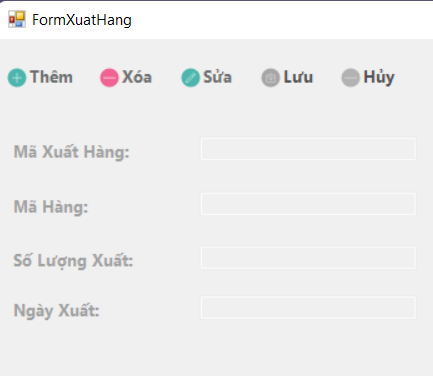 FormXuatHang
Thêm Xóa Sửa Lưu Hủy
Mã Xuất Hàng:
Mã Hàng:
Số Lượng Xuất:
Ngày Xuất: